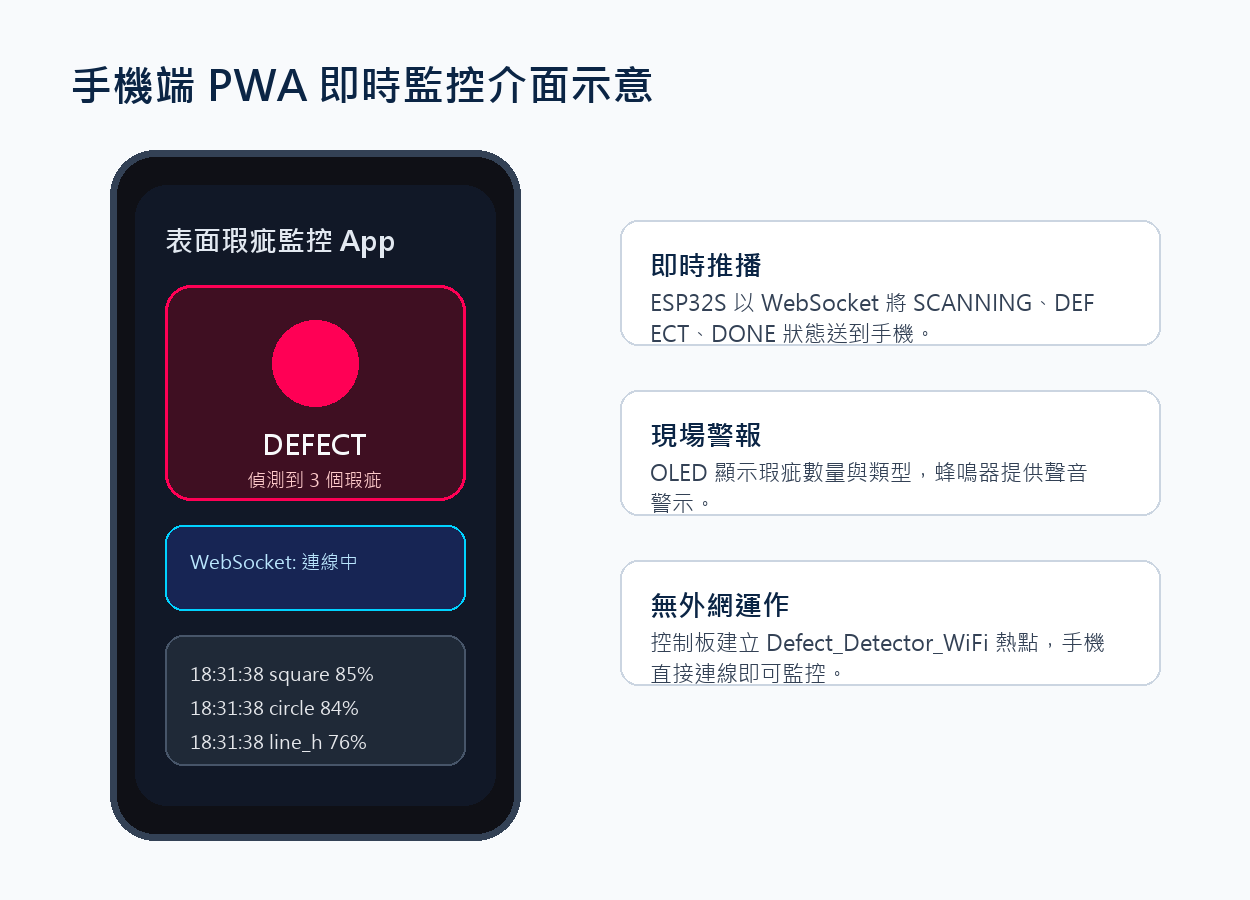 手機端 PWA 即時監控介面示意
表面瑕疵監控 App
DEFECT
偵測到 3 個瑕疵
WebSocket: 連線中
18:31:38 square 85%
18:31:38 circle 84%
18:31:38 line_h 76%
即時推播
ESP32S 以 WebSocket 將 SCANNING、DEF
ECT、DONE 狀態送到手機。
現場警報
OLED 顯示瑕疵數量與類型，蜂鳴器提供聲音
警示。
無外網運作
控制板建立 Defect_Detector_WiFi 熱點，手機
直接連線即可監控。